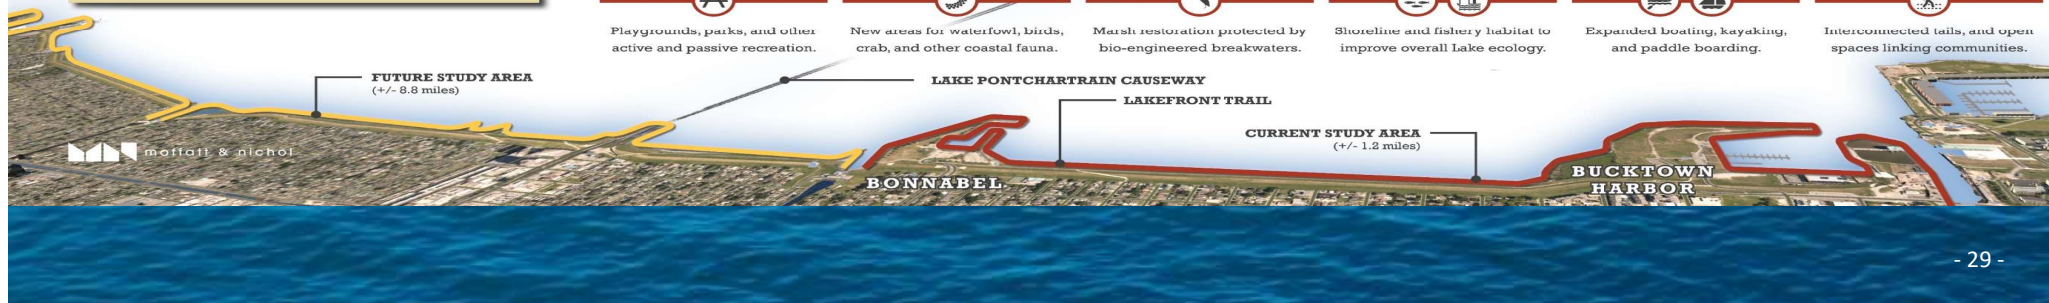 Playgrounds, parks, and other
active and passive recreation.
New areas for waterfowl, birds,
crab, and other coastal fauna.
Marsh restoration protected by
bio-engineered breakwaters.
Shoreline and fishery habitat to
improve overall Lake ecology.
Expanded boating, kayaking,
and paddle boarding.
Interconnected tails, and open
spaces linking communities.
FUTURE STUDY AREA
(+/- 8.8 miles)
LAKE PONTCHARTRAIN CAUSEWAY
LAKEFRONT TRAIL
CURRENT STUDY AREA
(+/- 1.2 miles)
moffatt & nichol
BONNABEL
BUCKTOWN
HARBOR
- 29 -